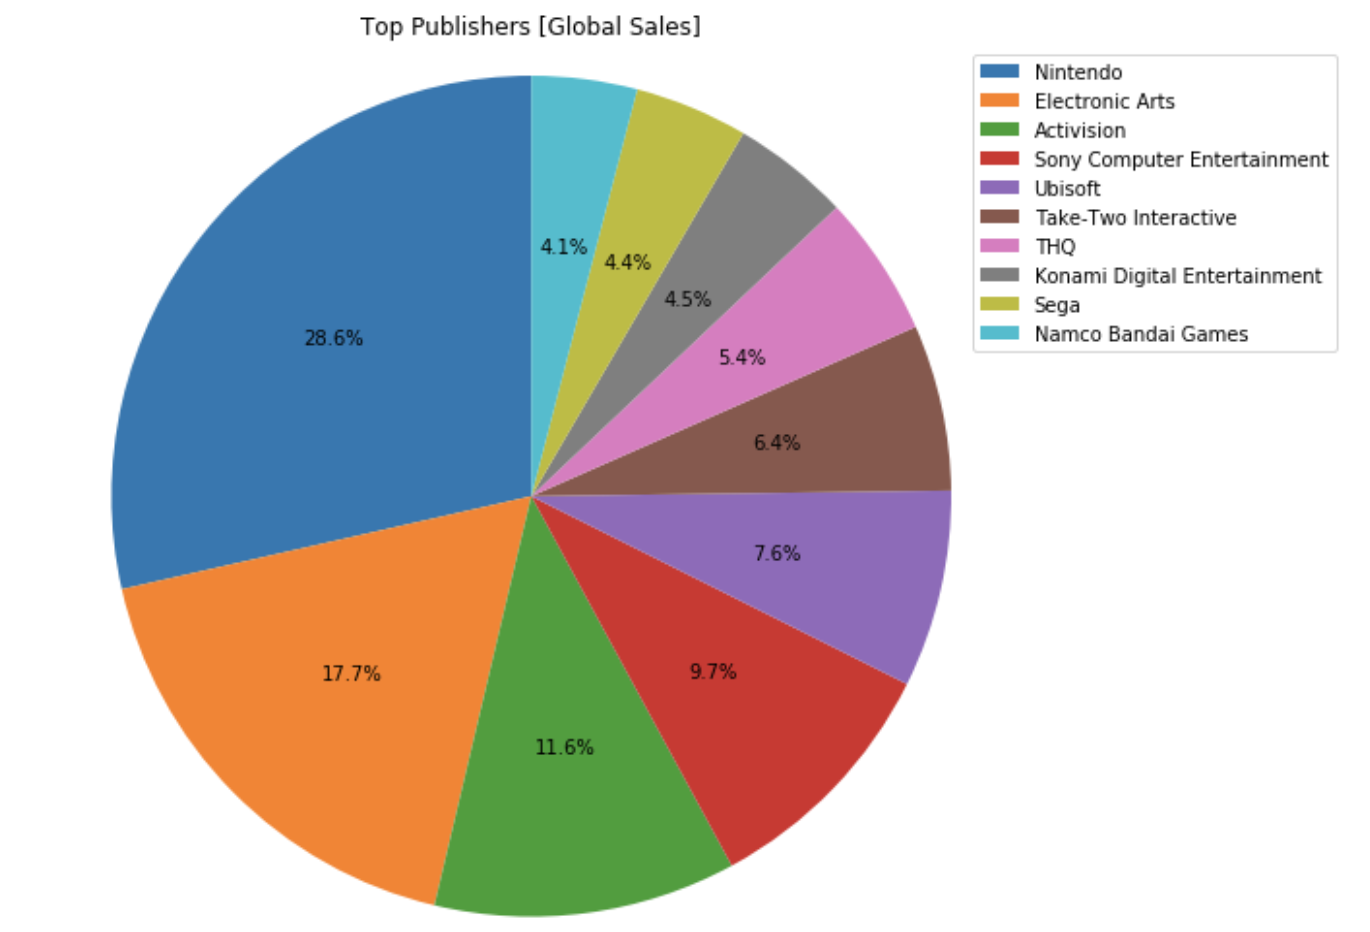 Top Publishers [Global Sales]
Nintendo
Electronic Arts
Activision
Sony Computer Entertainment
Ubisoft
Take-Two Interactive
THQ
Konami Digital Entertainment
Sega
Namco Bandai Games
4.1%
4.4%
4.5%
28.6%
5.4%
6.4%
7.6%
9.7%
17.7%
11.6%